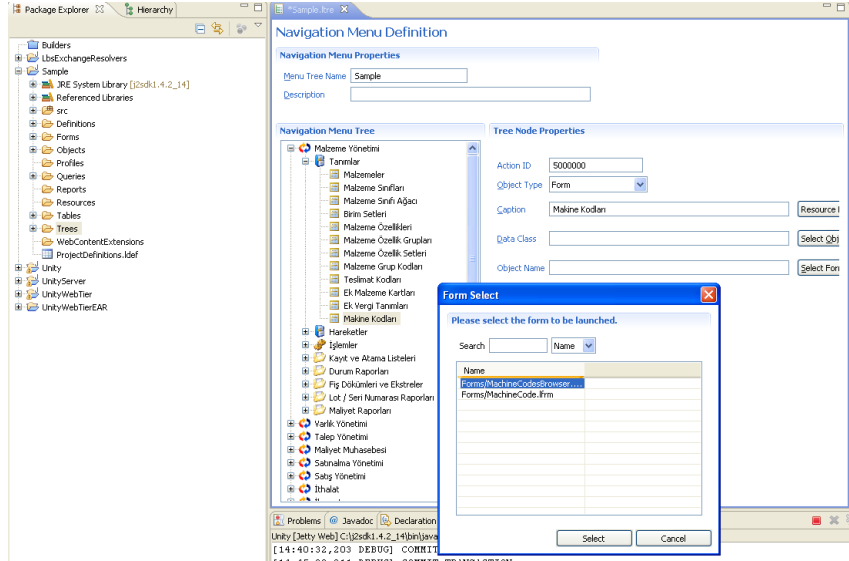 Package Explorer
Hierarchy
Builders
LbsExchangeResolvers
Sample
JRE System Library [j2sdk1.4.2_14]
Referenced Libraries
src
Definitions
Forms
Objects
Profiles
Queries
Reports
Resources
Tables
Trees
WebContentExtensions
ProjectDefinitions.ldef
Unity
UnityServer
UnityWebTier
UnityWebTierEAR
*Sample.ltre
Navigation Menu Definition
Navigation Menu Properties
Menu Tree Name Sample
Description
Navigation Menu Tree
Malzeme Yönetimi
Tanımlar
Malzemeler
Malzeme Sınıfları
Malzeme Sınıfı Ağacı
Birim Setleri
Malzeme Özellikleri
Malzeme Özellik Grupları
Malzeme Özellik Setleri
Malzeme Grup Kodları
Teslimat Kodları
Ek Malzeme Kartları
Ek Vergi Tanımları
Makine Kodları
Hareketler
İşlemler
Kayıt ve Atama Listeleri
Durum Raporları
Fiş Dökümleri ve Ekstreler
Lot / Seri Numarası Raporları
Maliyet Raporları
Varlık Yönetimi
Talep Yönetimi
Maliyet Muhasebesi
Satınalma Yönetimi
Satış Yönetimi
İthalat
Tree Node Properties
Action ID 5000000
Object Type Form
Caption Makine Kodları Resource
Data Class Select Obj
Object Name Select Forn
Form Select
Please select the form to be launched.
Search Name
Name
Forms/MachineCodesBrowser....
Forms/MachineCode.lfrm
Select Cancel
Problems @ Javadoc Declaration
Unity [Jetty Web] C:\j2sdk1.4.2_14\bin\java
[14:40:32,203 DEBUG] COMMIT